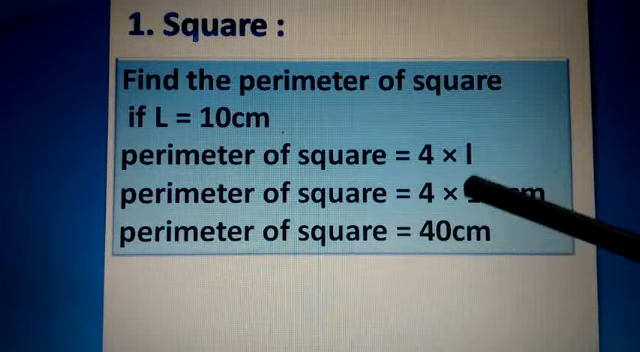 1. Square :
Find the perimeter of square
if L = 10cm
perimeter of square = 4 × l
perimeter of square = 4 ×
perimeter of square = 40cm